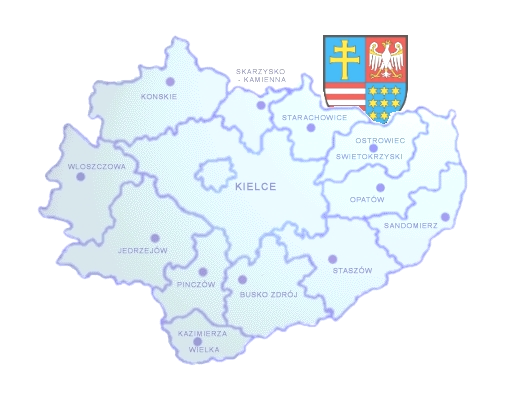 SKARZYSKO
- KAMIENNA
KONSKIE
STARACHOWICE
OSTROWIEC
SWIETOKRZYSKI
WLOSZCZOWA
KIELCE
OPATÓW
SANDOMIERZ
JEDRZEJÓW
STASZÓW
PINCZÓW
BUSKO ZDRÓJ
KAZIMIERZA
WIELKA